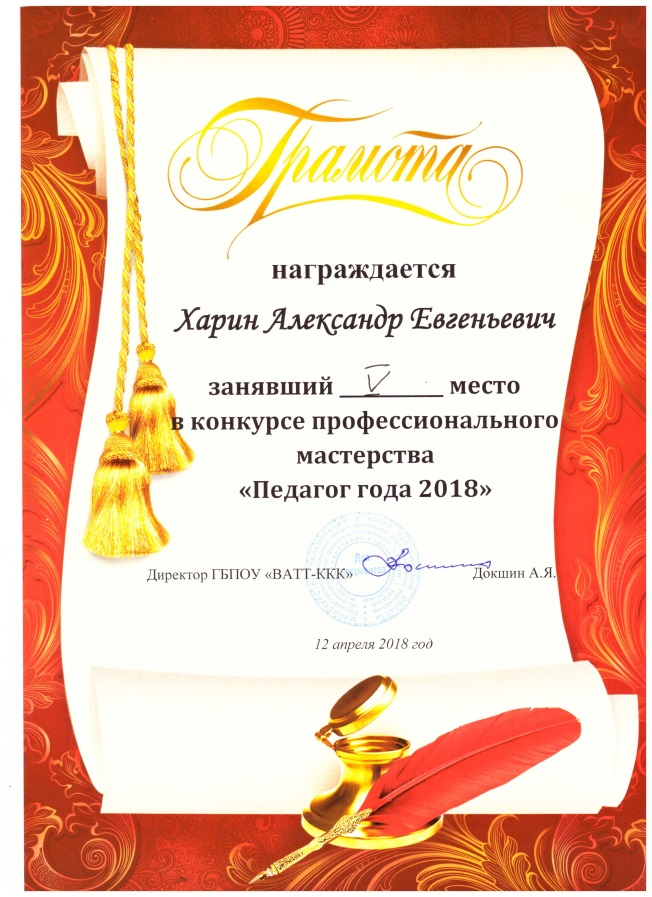 Грамота
награждается
Харин Александр Евгеньевич
занявший V место
в конкурсе профессионального
мастерства
«Педагог года 2018»
Директор ГБПОУ «ВАТТ-ККК» Докшин А.Я.
12 апреля 2018 год